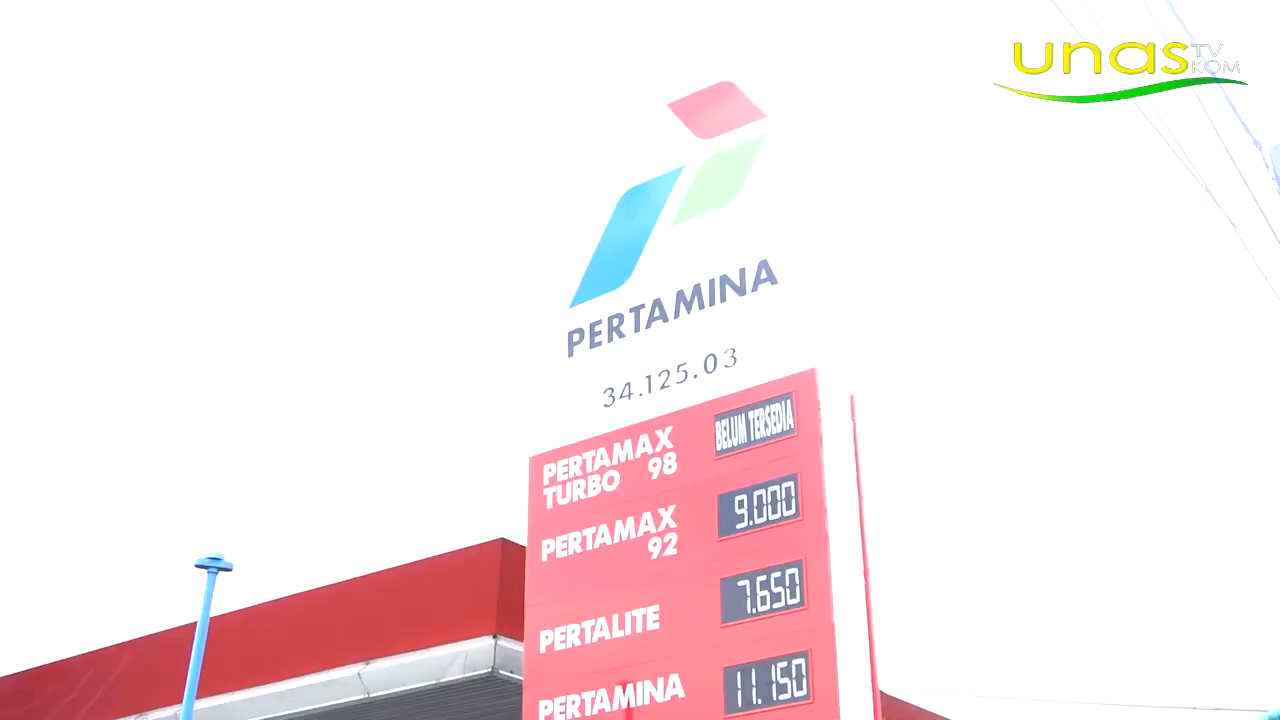 unas TV
KOM
PERTAMINA
34.125.03
PERTAMAX
TURBO 98
BELUM TERSEDIA
PERTAMAX
92
9.000
PERTALITE
7.650
PERTAMINA
11.150